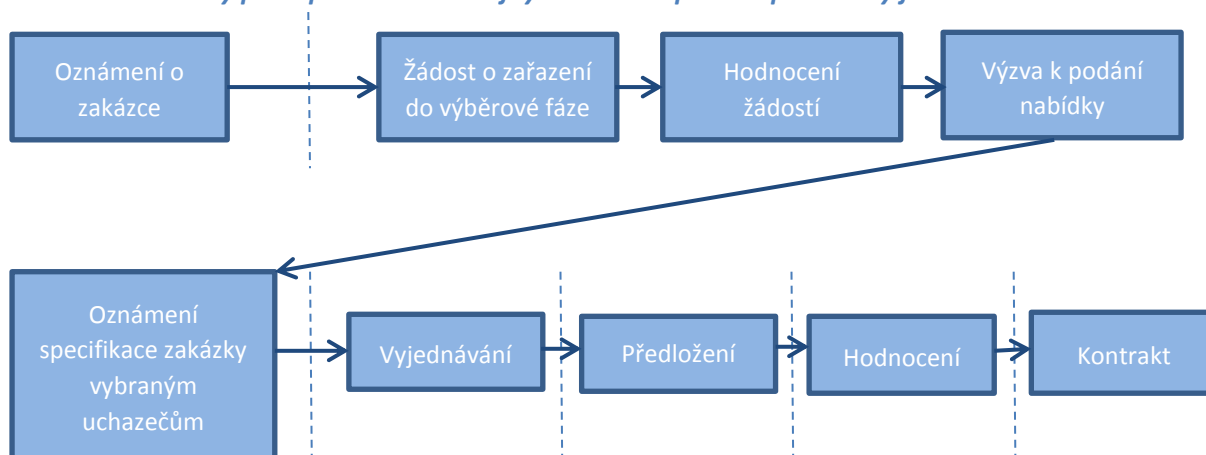 Oznámení o
zakázce
Žádost o zařazení
do výběrové fáze
Hodnocení
žádostí
Výzva k podání
nabídky
Oznámení
specifikace zakázky
vybraným
uchazečům
Vyjednávání
Předložení
Hodnocení
Kontrakt